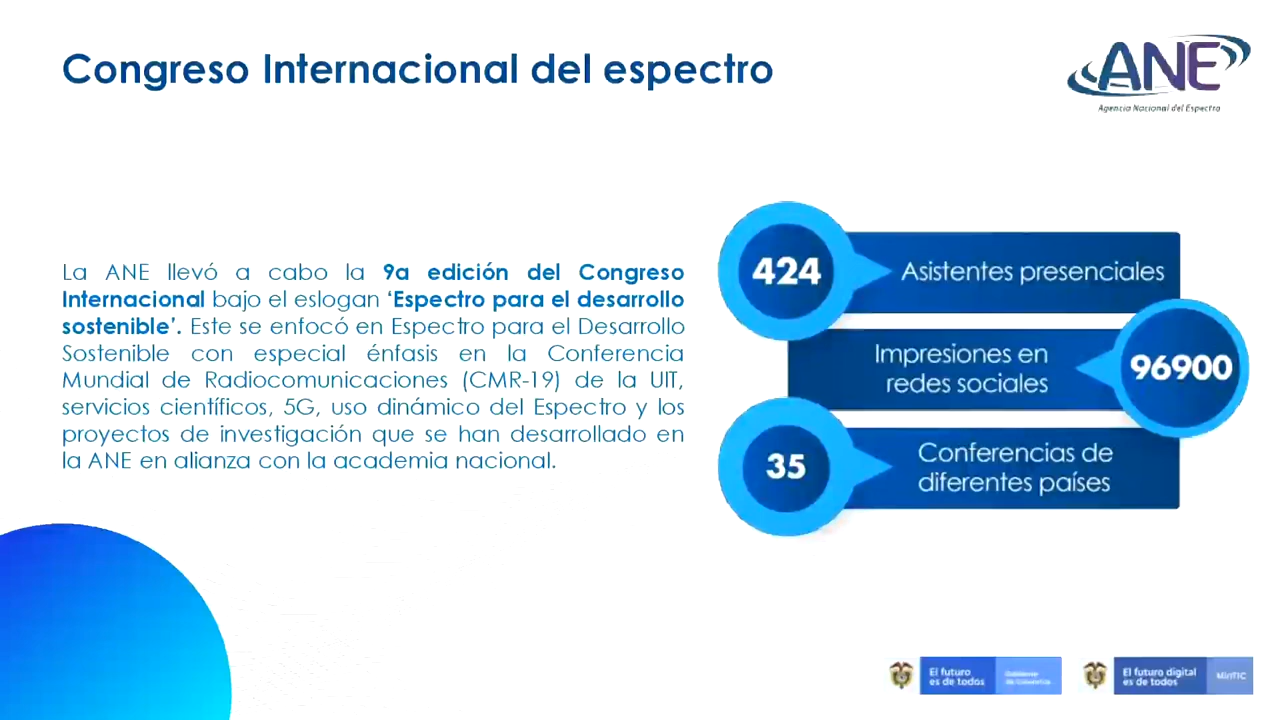 Congreso Internacional del espectro
ANE
Agencia Nacional del Espectro
La ANE llevó a cabo la 9a edición del Congreso
Internacional bajo el eslogan ‘Espectro para el desarrollo
sostenible’. Este se enfocó en Espectro para el Desarrollo
Sostenible con especial énfasis en la Conferencia
Mundial de Radiocomunicaciones (CMR-19) de la UIT,
servicios científicos, 5G, uso dinámico del Espectro y los
proyectos de investigación que se han desarrollado en
la ANE en alianza con la academia nacional.
424
Asistentes presenciales
Impresiones en
redes sociales
96900
35
Conferencias de
diferentes países
El futuro
es de todos
Gobierno
de Colombia
El futuro digital
es de todos
MinTIC